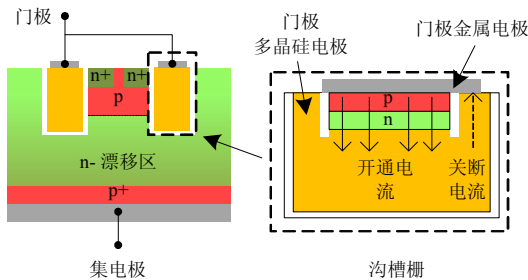 门极
n+ n+
p
n- 漂移区
p+
集电极
门极
多晶硅电极
门极金属电极
p
n
开通电
流
关断
电流
沟槽栅